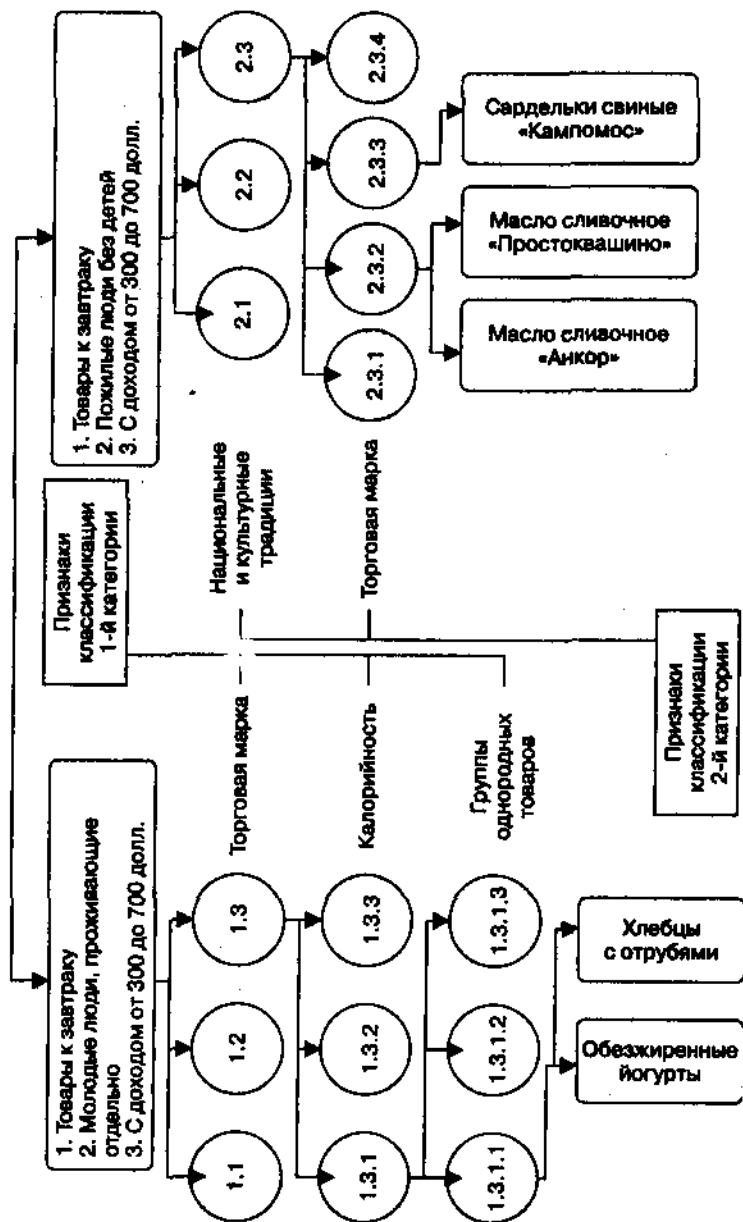 1. Товары к завтраку
2. Молодые люди, проживающие
отдельно
3. С доходом от 300 до 700 долл.
Признаки
классификации
1-й категории
1. Товары к завтраку
2. Пожилые люди без детей
3. С доходом от 300 до 700 долл.
1.1
1.2
1.3
Торговая марка
Национальные
и культурные
традиции
2.1
2.2
2.3
1.3.1
1.3.2
1.3.3
Калорийность
Торговая марка
2.3.1
2.3.2
2.3.3
2.3.4
1.3.1.1
1.3.1.2
1.3.1.3
Группы
однородных
товаров
Масло сливочное
«Анкор»
Масло сливочное
«Простоквашино»
Сардельки свиные
«Кампомос»
Обезжиренные
йогурты
Хлебцы
с отрубями
Признаки
классификации
2-й категории